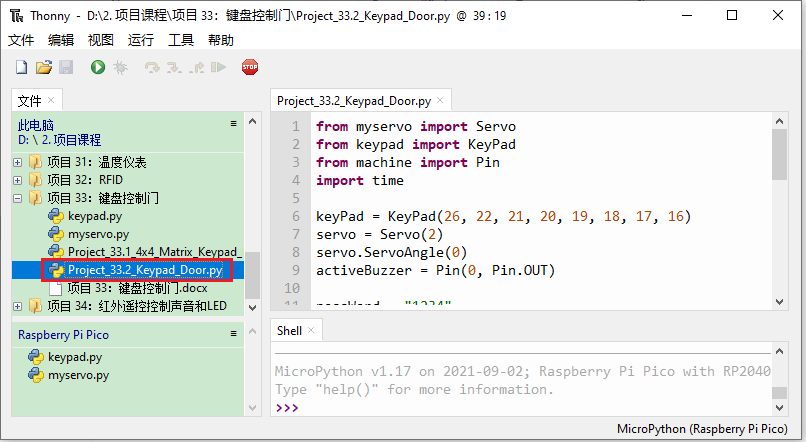 Thonny - D:\2. 项目课程\项目 33: 键盘控制门\Project_33.2_Keypad_Door.py @ 39:19
文件 编辑 视图 运行 工具 帮助
STOP
文件 ×
此电脑
D: \ 2. 项目课程
项目 31: 温度仪表
项目 32: RFID
项目 33: 键盘控制门
keypad.py
myservo.py
Project_33.1_4x4_Matrix_Keypad_
Project_33.2_Keypad_Door.py
项目 33: 键盘控制门.docx
项目 34: 红外遥控控制声音和LED
Raspberry Pi Pico
keypad.py
myservo.py
Project_33.2_Keypad_Door.py ×
1 from myservo import Servo
2 from keypad import KeyPad
3 from machine import Pin
4 import time
5
6 keyPad = KeyPad(26, 22, 21, 20, 19, 18, 17, 16)
7 servo = Servo(2)
8 servo.ServoAngle(0)
9 activeBuzzer = Pin(0, Pin.OUT)
10
11 passWord = "1234"
Shell ×
MicroPython v1.17 on 2021-09-02; Raspberry Pi Pico with RP2040
Type "help()" for more information.
>>>
MicroPython (Raspberry Pi Pico)